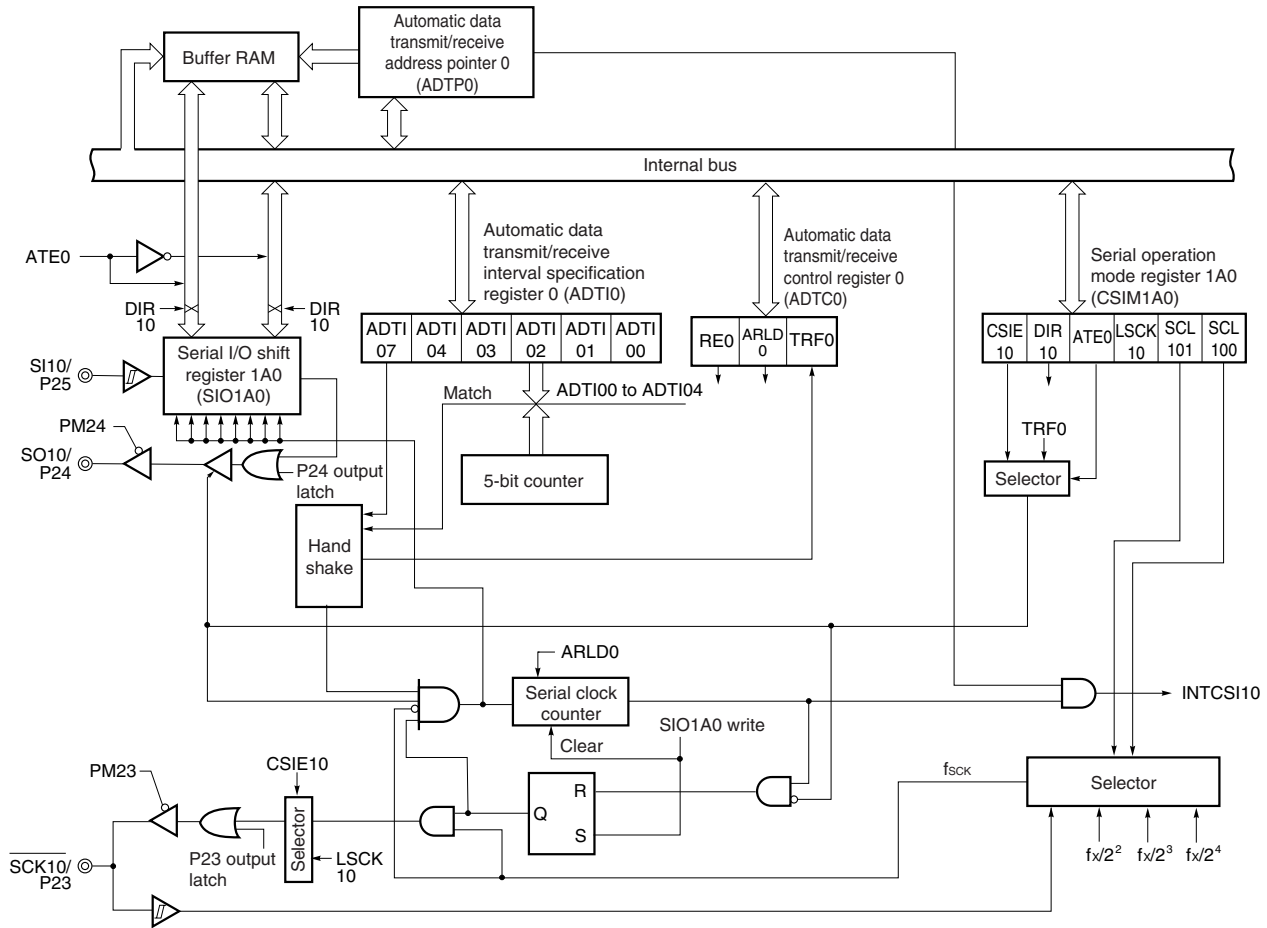 Buffer RAM
Automatic data
transmit/receive
address pointer 0
(ADTP0)
Internal bus
ATE0
DIR
10
DIR
10
Automatic data
transmit/receive
interval specification
register 0 (ADTI0)
Automatic data
transmit/receive
control register 0
(ADTC0)
Serial operation
mode register 1A0
(CSIM1A0)
ADTI
07
ADTI
04
ADTI
03
ADTI
02
ADTI
01
ADTI
00
RE0
ARLD
0
TRF0
CSIE
10
DIR
10
ATE0
LSCK
10
SCL
101
SCL
100
SI10/
P25
Serial I/O shift
register 1A0
(SIO1A0)
Match
ADTI00 to ADTI04
PM24
SO10/
P24
P24 output
latch
5-bit counter
TRF0
Selector
Hand
shake
ARLD0
Serial clock
counter
INTCSI10
SIO1A0 write
Clear
PM23
CSIE10
R
Q
S
fSCK
Selector
SCK10/
P23
P23 output
latch
Selector
LSCK
10
fx/2²
fx/2³
fx/2⁴